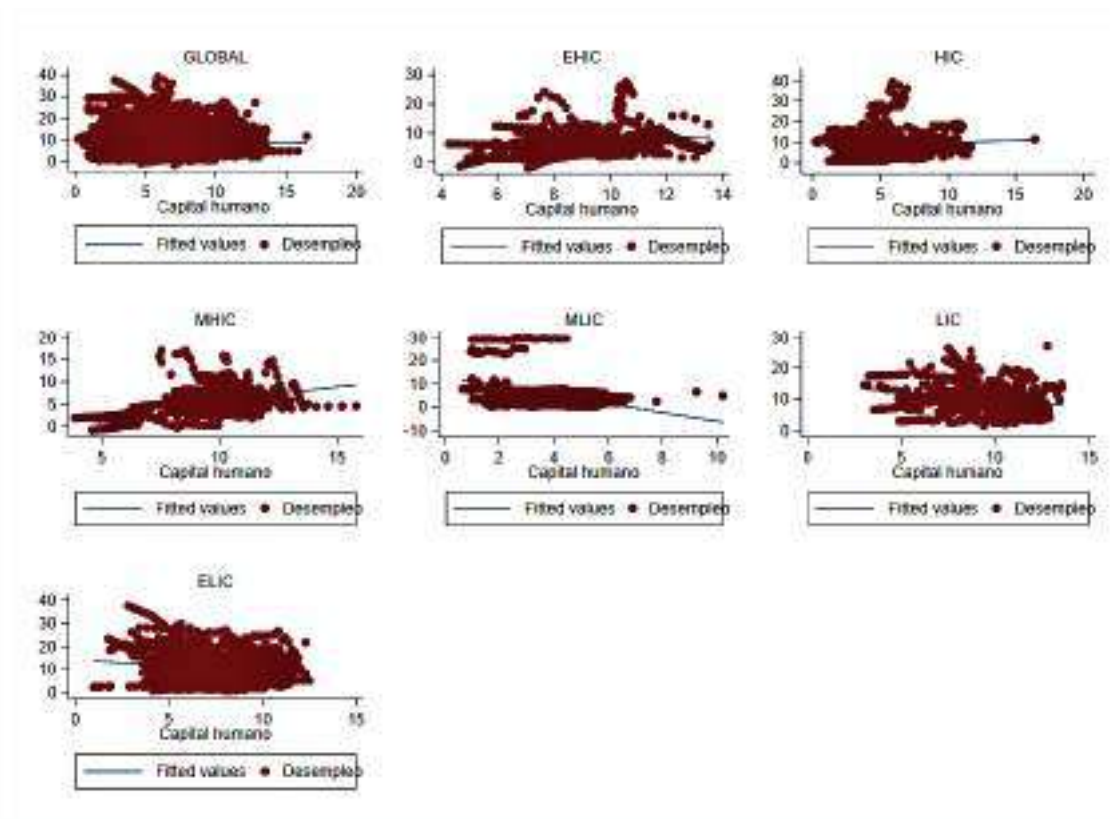 GLOBAL
40
30
20
10
0
0 5 10 15 20
Capital humano
Fitted values Desempleo
EHIC
30
20
10
0
4 6 8 10 12 14
Capital humano
Fitted values Desempleo
HIC
40
30
20
10
0
0 5 10 15 20
Capital humano
Fitted values Desempleo
MHIC
20
15
10
5
0
5 10 15
Capital humano
Fitted values Desempleo
MLIC
30
20
10
0
-10
0 2 4 6 8 10
Capital humano
Fitted values Desempleo
LIC
30
20
10
0
0 5 10 15
Capital humano
Fitted values Desempleo
ELIC
40
30
20
10
0
0 5 10 15
Capital humano
Fitted values Desempleo